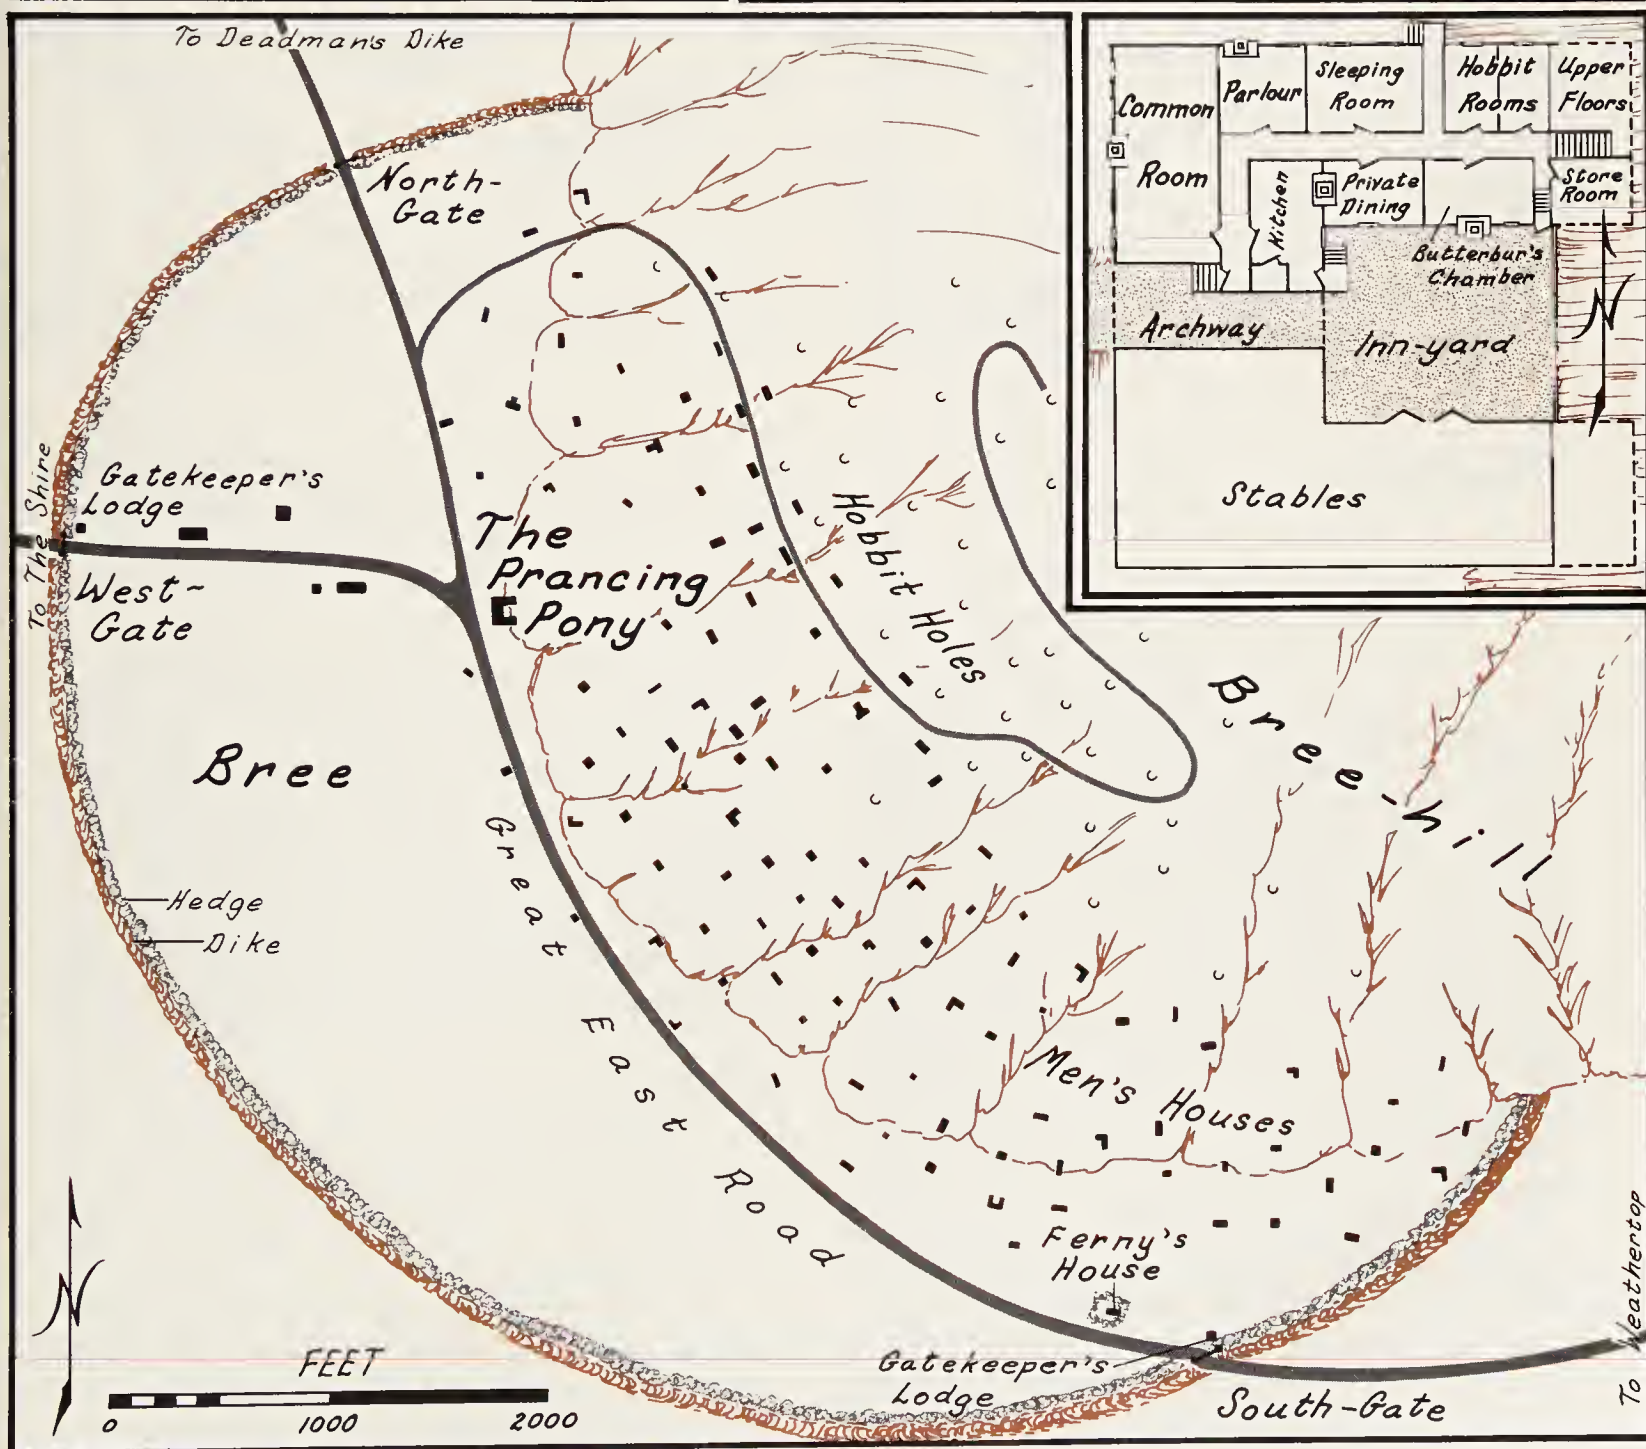 To Deadman's Dike
North-
Gate
To The Shire
Gatekeeper's
Lodge
West-
Gate
The
Prancing
Pony
Hobbit Holes
Bree
Bree-hill
Hedge
Dike
Great East Road
Men's Houses
Ferny's
House
Gatekeeper's
Lodge
South-Gate
To Weathertop
N
FEET
0 1000 2000
Common
Room
Parlour
Sleeping
Room
Hobbit
Rooms
Upper
Floors
Kitchen
Private
Dining
Store
Room
Butterbur's
Chamber
Archway
Inn-yard
N
Stables